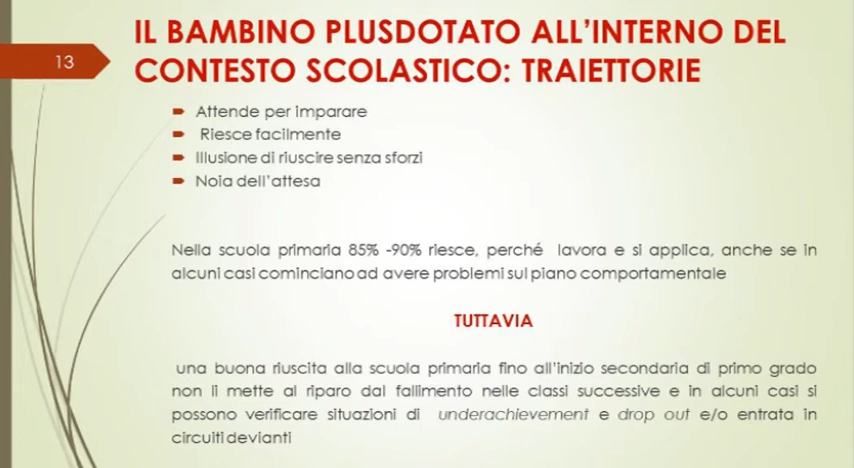 13
IL BAMBINO PLUSDOTATO ALL'INTERNO DEL
CONTESTO SCOLASTICO: TRAIETTORIE
Attende per imparare
Riesce facilmente
Illusione di riuscire senza sforzi
Noia dell'attesa
Nella scuola primaria 85% -90% riesce, perché lavora e si applica, anche se in
alcuni casi cominciano ad avere problemi sul piano comportamentale
TUTTAVIA
una buona riuscita alla scuola primaria fino all'inizio secondaria di primo grado
non li mette al riparo dal fallimento nelle classi successive e in alcuni casi si
possono verificare situazioni di underachievement e drop out e/o entrata in
circuiti devianti